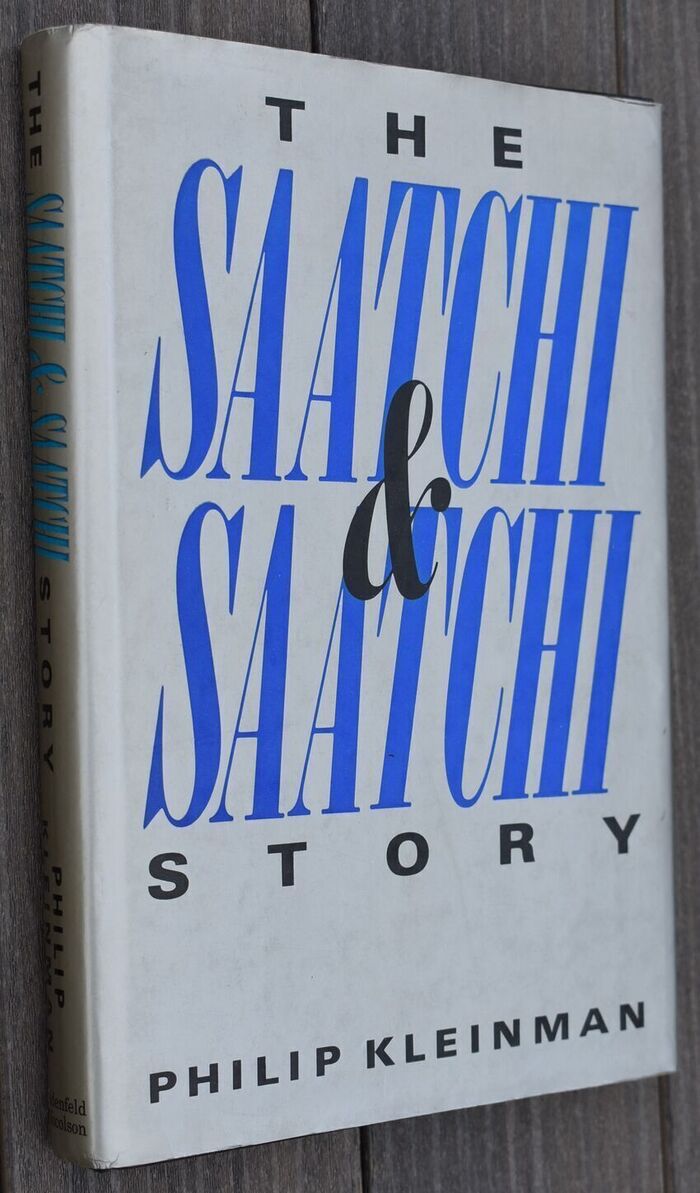 THE
SAATCHI
&
SAATCHI
STORY
PHILIP KLEINMAN
THE SAATCHI & SAATCHI STORY
PHILIP
KLEINMAN